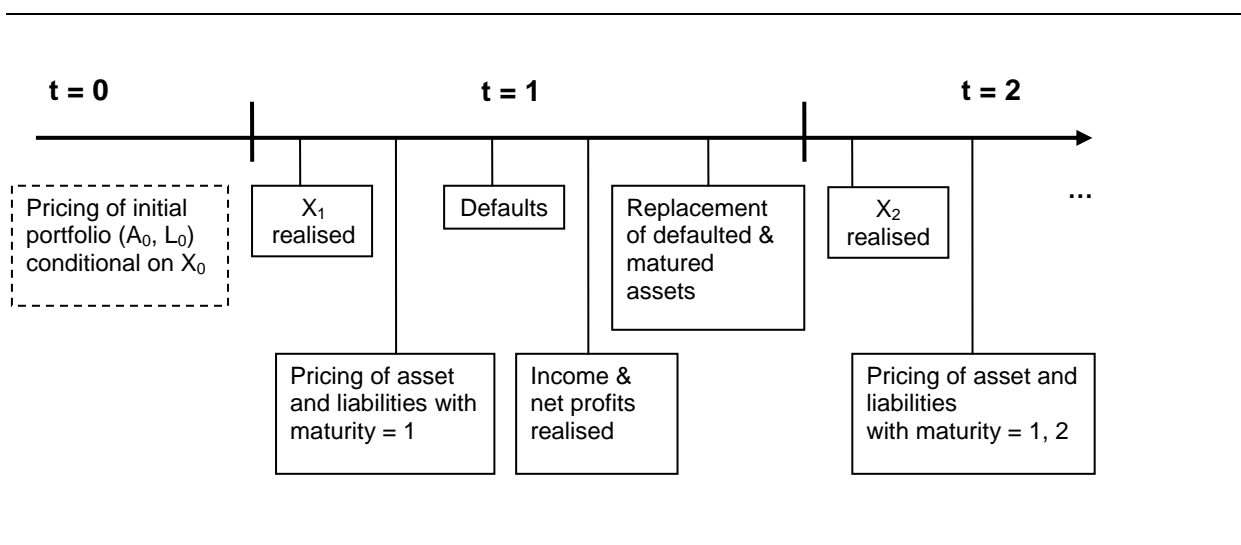 t = 0
t = 1
t = 2
Pricing of initial
portfolio (A₀, L₀)
conditional on X₀
X₁
realised
Defaults
Replacement
of defaulted &
matured
assets
X₂
realised
...
Pricing of asset
and liabilities with
maturity = 1
Income &
net profits
realised
Pricing of asset and
liabilities
with maturity = 1, 2